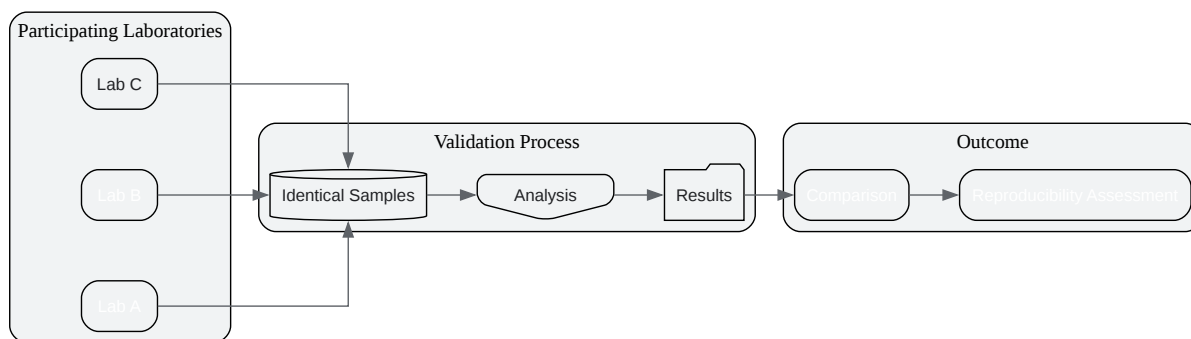 Participating Laboratories
Lab C
Lab B
Lab A
Validation Process
Identical Samples
Analysis
Results
Outcome
Comparison
Reproducibility Assessment